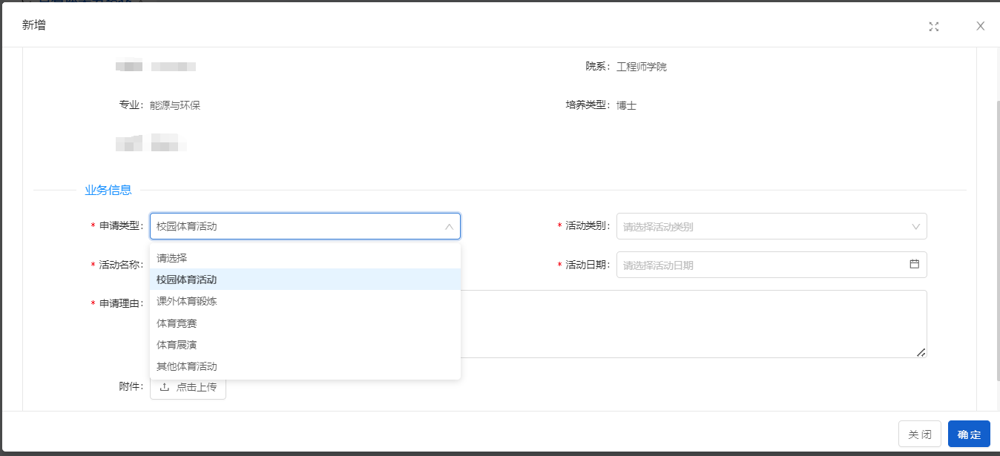 新增
院系： 工程师学院
专业： 能源与环保
培养类型： 博士
业务信息
* 申请类型： 校园体育活动
* 活动类别： 请选择活动类别
请选择
* 活动名称：
* 活动日期： 请选择活动日期
校园体育活动
* 申请理由：
课外体育锻炼
体育竞赛
体育展演
其他体育活动
附件： 点击上传
关 闭
确 定